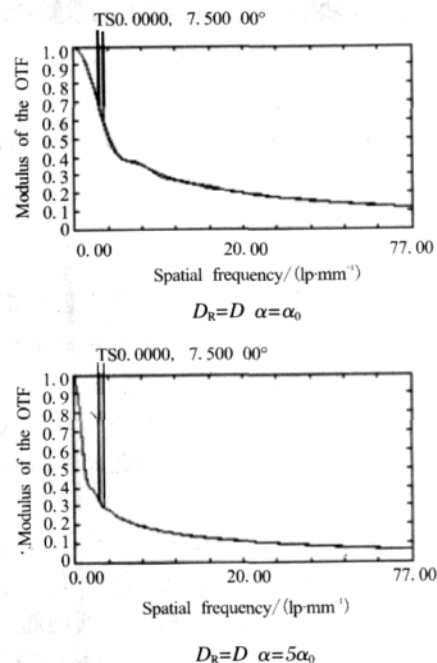 TS0.0000, 7.500 00°
1.0
0.9
0.8
0.7
0.6
0.5
0.4
0.3
0.2
0.1
0
Modulus of the OTF
0.00 20.00 77.00
Spatial frequency/(lp·mm⁻¹)
D_R=D α=α₀
TS0.0000, 7.500 00°
1.0
0.9
0.8
0.7
0.6
0.5
0.4
0.3
0.2
0.1
0
Modulus of the OTF
0.00 20.00 77.00
Spatial frequency/(lp·mm⁻¹)
D_R=D α=5α₀